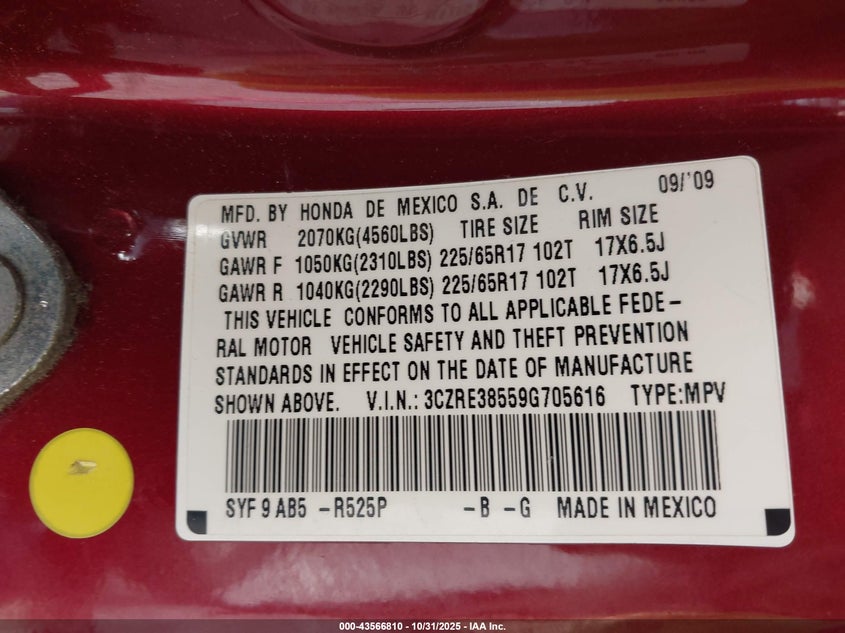 MFD. BY HONDA DE MEXICO S.A. DE C.V. 09/'09
GVWR 2070KG(4560LBS) TIRE SIZE RIM SIZE
GAWR F 1050KG(2310LBS) 225/65R17 102T 17X6.5J
GAWR R 1040KG(2290LBS) 225/65R17 102T 17X6.5J
THIS VEHICLE CONFORMS TO ALL APPLICABLE FEDE-
RAL MOTOR VEHICLE SAFETY AND THEFT PREVENTION
STANDARDS IN EFFECT ON THE DATE OF MANUFACTURE
SHOWN ABOVE. V.I.N.: 3CZRE38559G705616 TYPE:MPV
SYF 9 AB5 -R525P -B -G MADE IN MEXICO
000-43566810 - 10/31/2025 - IAA Inc.